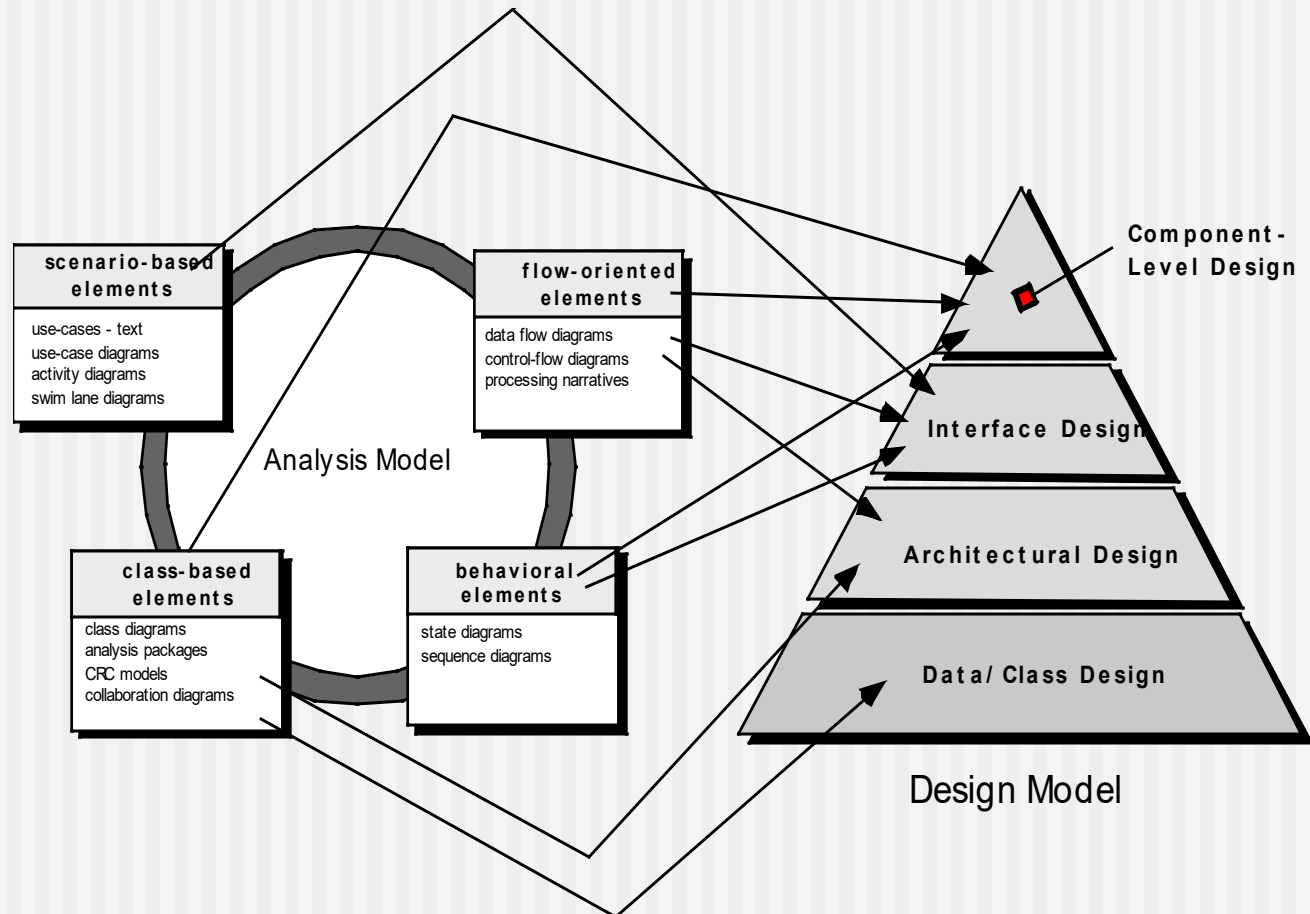 scenario-based
elements
use-cases - text
use-case diagrams
activity diagrams
swim lane diagrams
flow-oriented
elements
data flow diagrams
control-flow diagrams
processing narratives
Analysis Model
class-based
elements
class diagrams
analysis packages
CRC models
collaboration diagrams
behavioral
elements
state diagrams
sequence diagrams
Component-
Level Design
Interface Design
Architectural Design
Data/ Class Design
Design Model